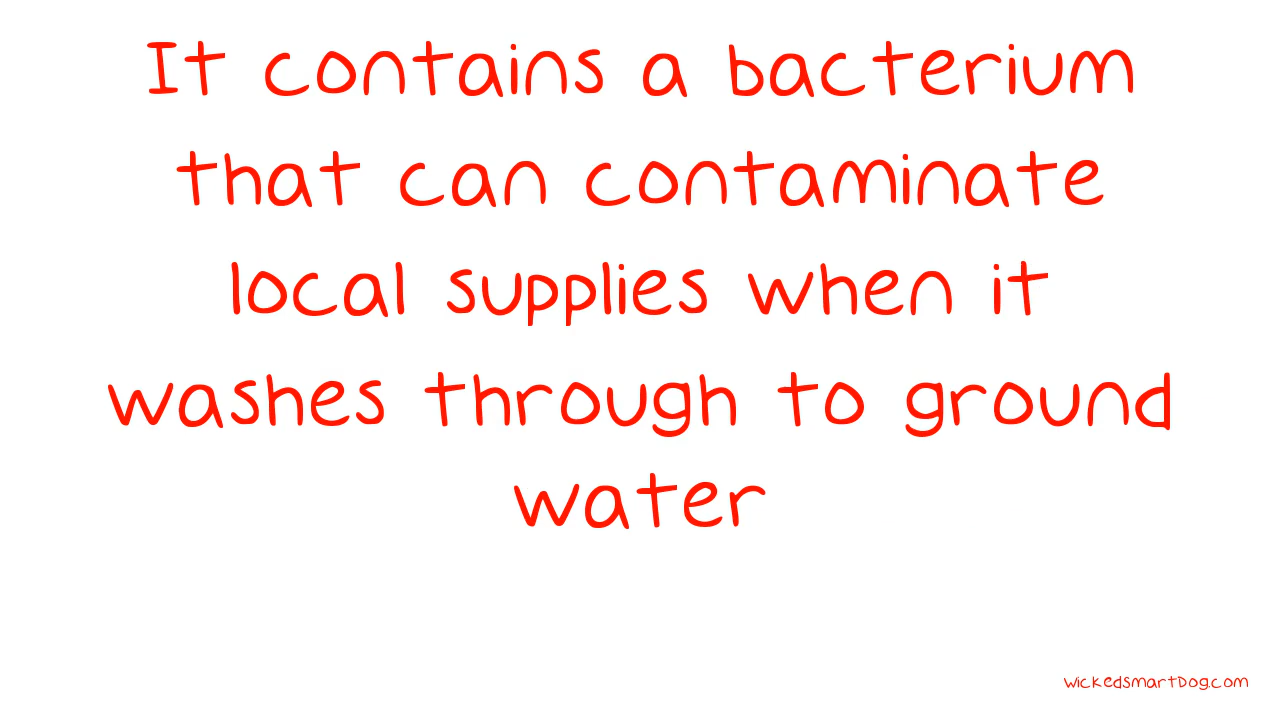 It contains a bacterium
that can contaminate
local supplies when it
washes through to ground
water
wickedsmartDog.com